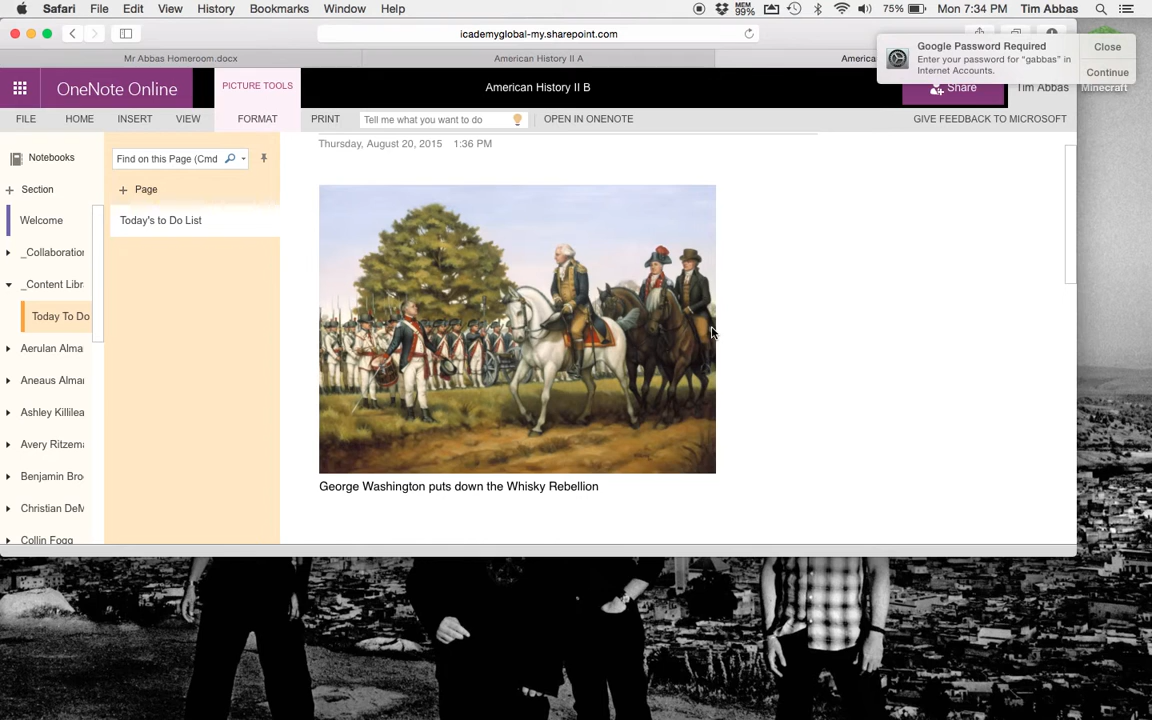 Safari File Edit View History Bookmarks Window Help MEM 99% 75% Mon 7:34 PM Tim Abbas
icademyglobal-my.sharepoint.com
Mr Abbas Homeroom.docx American History II A America
Google Password Required
Enter your password for "gabbas" in
Internet Accounts.
Close
Continue
OneNote Online
PICTURE TOOLS
American History II B
Share
Tim Abbas
Minecraft
FILE HOME INSERT VIEW FORMAT PRINT Tell me what you want to do OPEN IN ONENOTE GIVE FEEDBACK TO MICROSOFT
Notebooks
Section
Welcome
_Collaboration
_Content Libr
Today To Do
Aerulan Alma
Aneaus Alma
Ashley Killilea
Avery Ritzem
Benjamin Bro
Christian DeM
Collin Fogg
Find on this Page (Cmd
Page
Today's to Do List
Thursday, August 20, 2015 1:36 PM
George Washington puts down the Whisky Rebellion